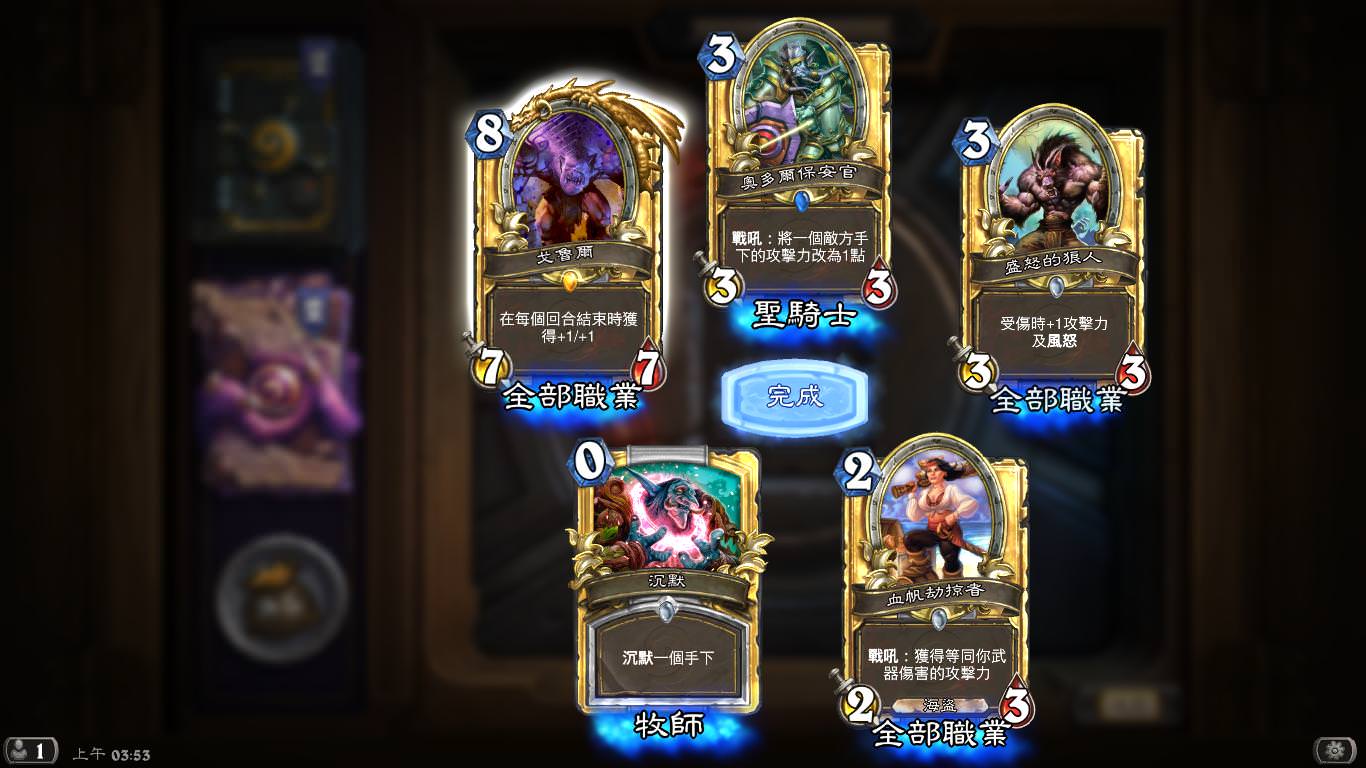 3
奧多爾保安官
戰吼：將一個敵方手
下的攻擊力改為1點
3
3
聖騎士
8
戈魯爾
在每個回合結束時獲
得+1/+1
7
7
全部職業
3
盛怒的狼人
受傷時+1攻擊力
及風怒
3
3
全部職業
完成
0
沉默
沉默一個手下
牧師
2
血帆劫掠者
戰吼：獲得等同你武
器傷害的攻擊力
海盜
2
3
全部職業
1
上午 03:53